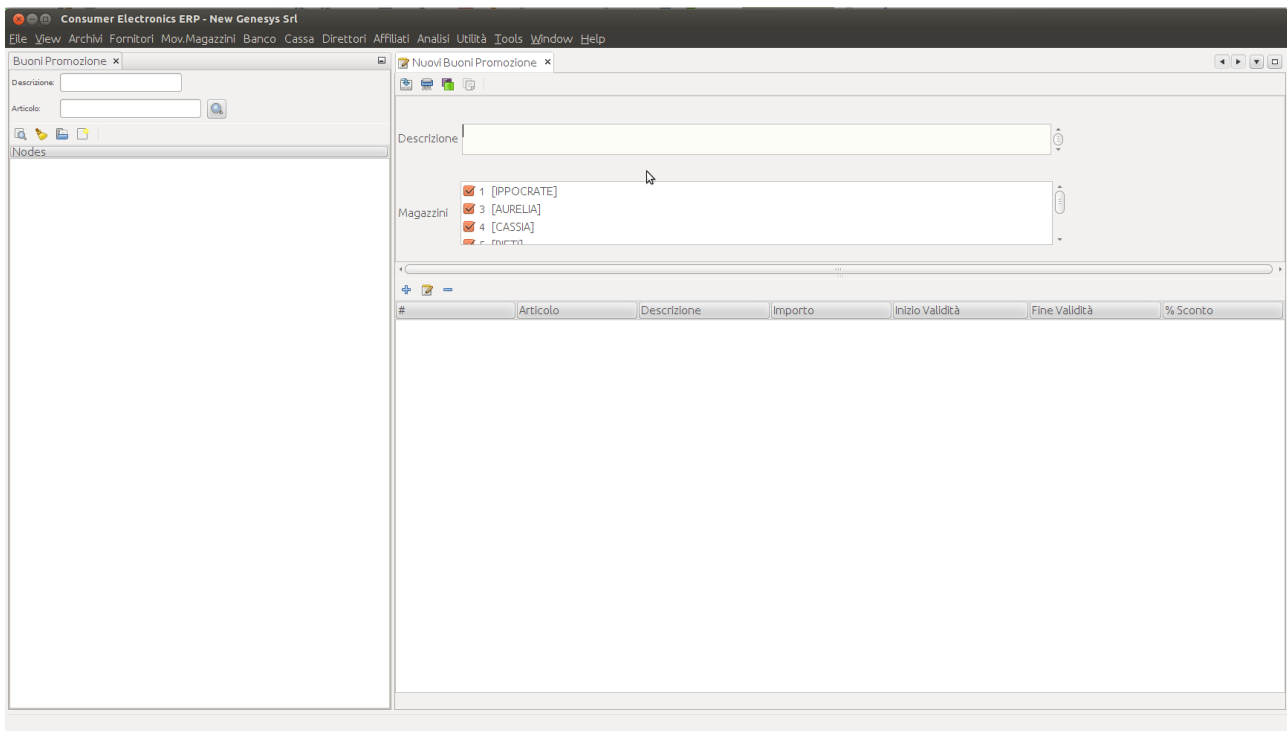 Consumer Electronics ERP - New Genesys Srl
File View Archivi Fornitori Mov.Magazzini Banco Cassa Direttori Affiliati Analisi Utilità Tools Window Help
Buoni Promozione
Descrizione:
Articolo:
Nodes
Nuovi Buoni Promozione
Descrizione
Magazzini
1 [IPPOCRATE]
3 [AURELIA]
4 [CASSIA]
5 [RIETI]
# Articolo Descrizione Importo Inizio Validità Fine Validità % Sconto